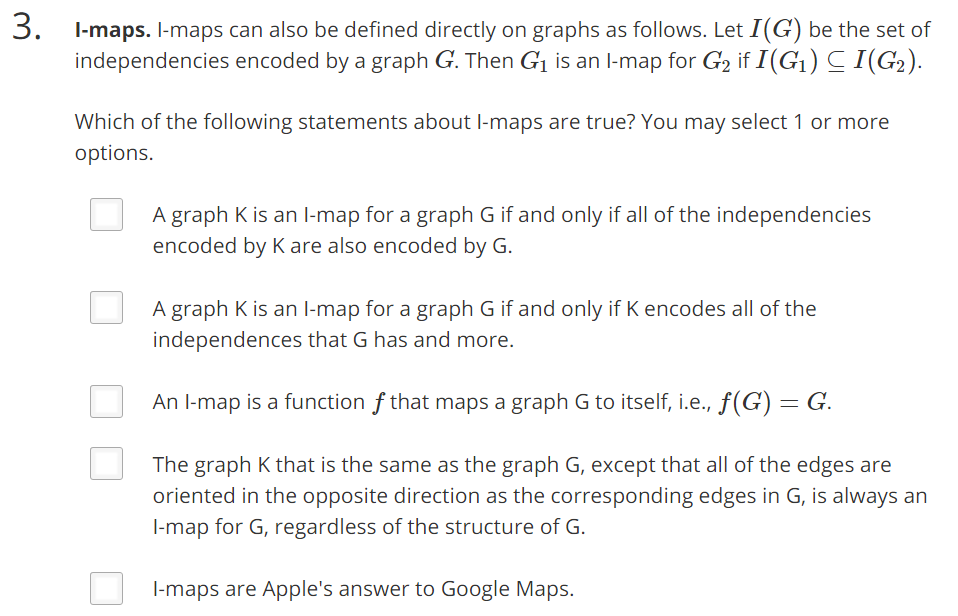 3. I-maps. I-maps can also be defined directly on graphs as follows. Let I(G) be the set of
independencies encoded by a graph G. Then G₁ is an I-map for G₂ if I(G₁) ⊆ I(G₂).
Which of the following statements about I-maps are true? You may select 1 or more
options.
A graph K is an I-map for a graph G if and only if all of the independencies
encoded by K are also encoded by G.
A graph K is an I-map for a graph G if and only if K encodes all of the
independences that G has and more.
An I-map is a function f that maps a graph G to itself, i.e., f(G) = G.
The graph K that is the same as the graph G, except that all of the edges are
oriented in the opposite direction as the corresponding edges in G, is always an
I-map for G, regardless of the structure of G.
I-maps are Apple's answer to Google Maps.